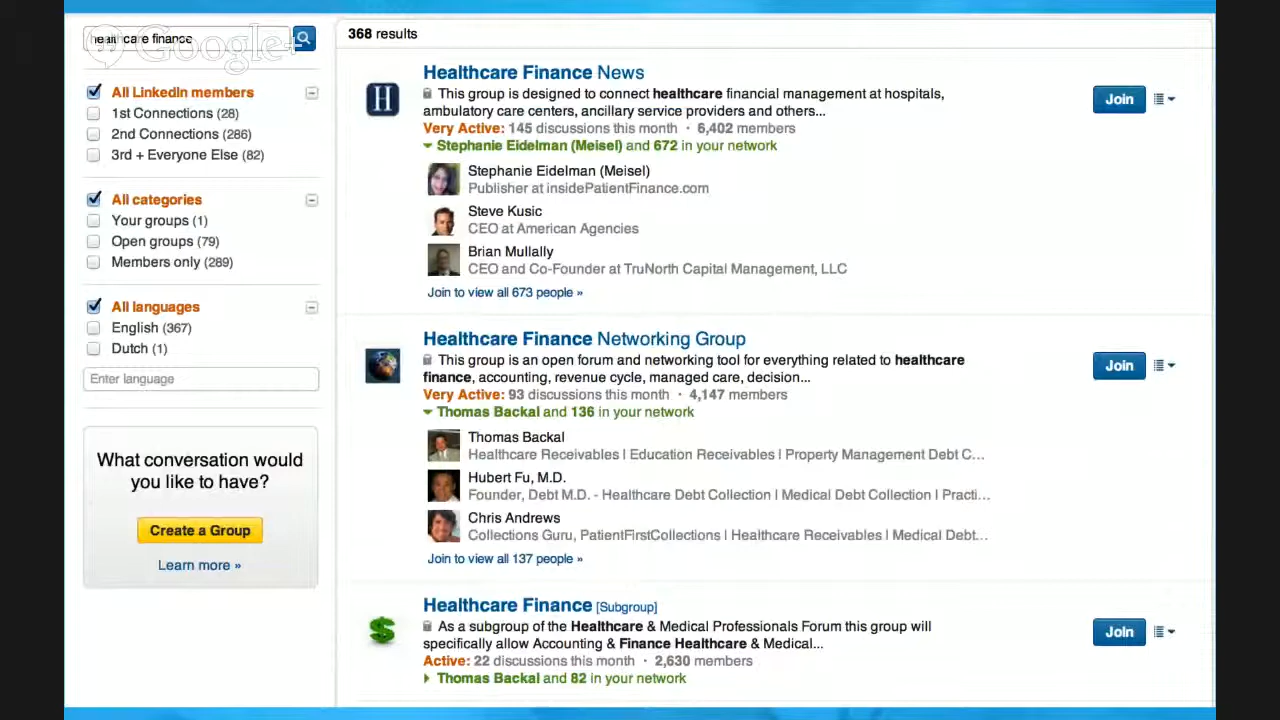 healthcare finance
Google+
All LinkedIn members
1st Connections (28)
2nd Connections (286)
3rd + Everyone Else (82)
All categories
Your groups (1)
Open groups (79)
Members only (289)
All languages
English (367)
Dutch (1)
Enter language
What conversation would
you like to have?
Create a Group
Learn more »
368 results
Healthcare Finance News
This group is designed to connect healthcare financial management at hospitals,
ambulatory care centers, ancillary service providers and others...
Very Active: 145 discussions this month · 6,402 members
Stephanie Eidelman (Meisel) and 672 in your network
Stephanie Eidelman (Meisel)
Publisher at insidePatientFinance.com
Steve Kusic
CEO at American Agencies
Brian Mullally
CEO and Co-Founder at TruNorth Capital Management, LLC
Join to view all 673 people »
Join
H
Healthcare Finance Networking Group
This group is an open forum and networking tool for everything related to healthcare
finance, accounting, revenue cycle, managed care, decision...
Very Active: 93 discussions this month · 4,147 members
Thomas Backal and 136 in your network
Thomas Backal
Healthcare Receivables | Education Receivables | Property Management Debt C...
Hubert Fu, M.D.
Founder, Debt M.D. - Healthcare Debt Collection | Medical Debt Collection | Practi...
Chris Andrews
Collections Guru, PatientFirstCollections | Healthcare Receivables | Medical Debt...
Join to view all 137 people »
Join
Healthcare Finance [Subgroup]
As a subgroup of the Healthcare & Medical Professionals Forum this group will
specifically allow Accounting & Finance Healthcare & Medical...
Active: 22 discussions this month · 2,630 members
Thomas Backal and 82 in your network
Join
$